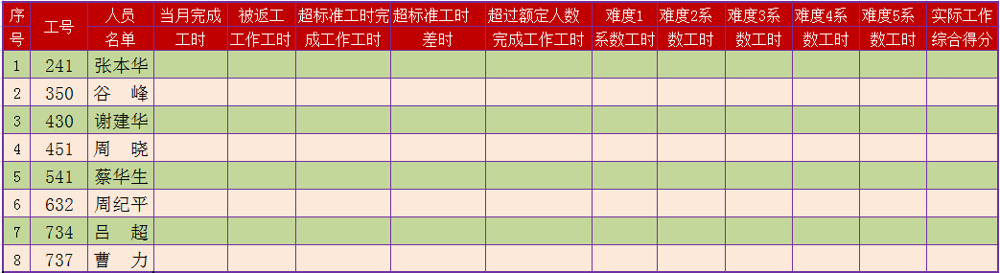 序号 工号 人员名单 当月完成工时 被返工工作工时 超标准工时完成工作工时 超标准工时差时 超过额定人数完成工作工时 难度1系数工时 难度2系数工时 难度3系数工时 难度4系数工时 难度5系数工时 实际工作综合得分
1 241 张本华
2 350 谷 峰
3 430 谢建华
4 451 周 晓
5 541 蔡华生
6 632 周纪平
7 734 吕 超
8 737 曹 力